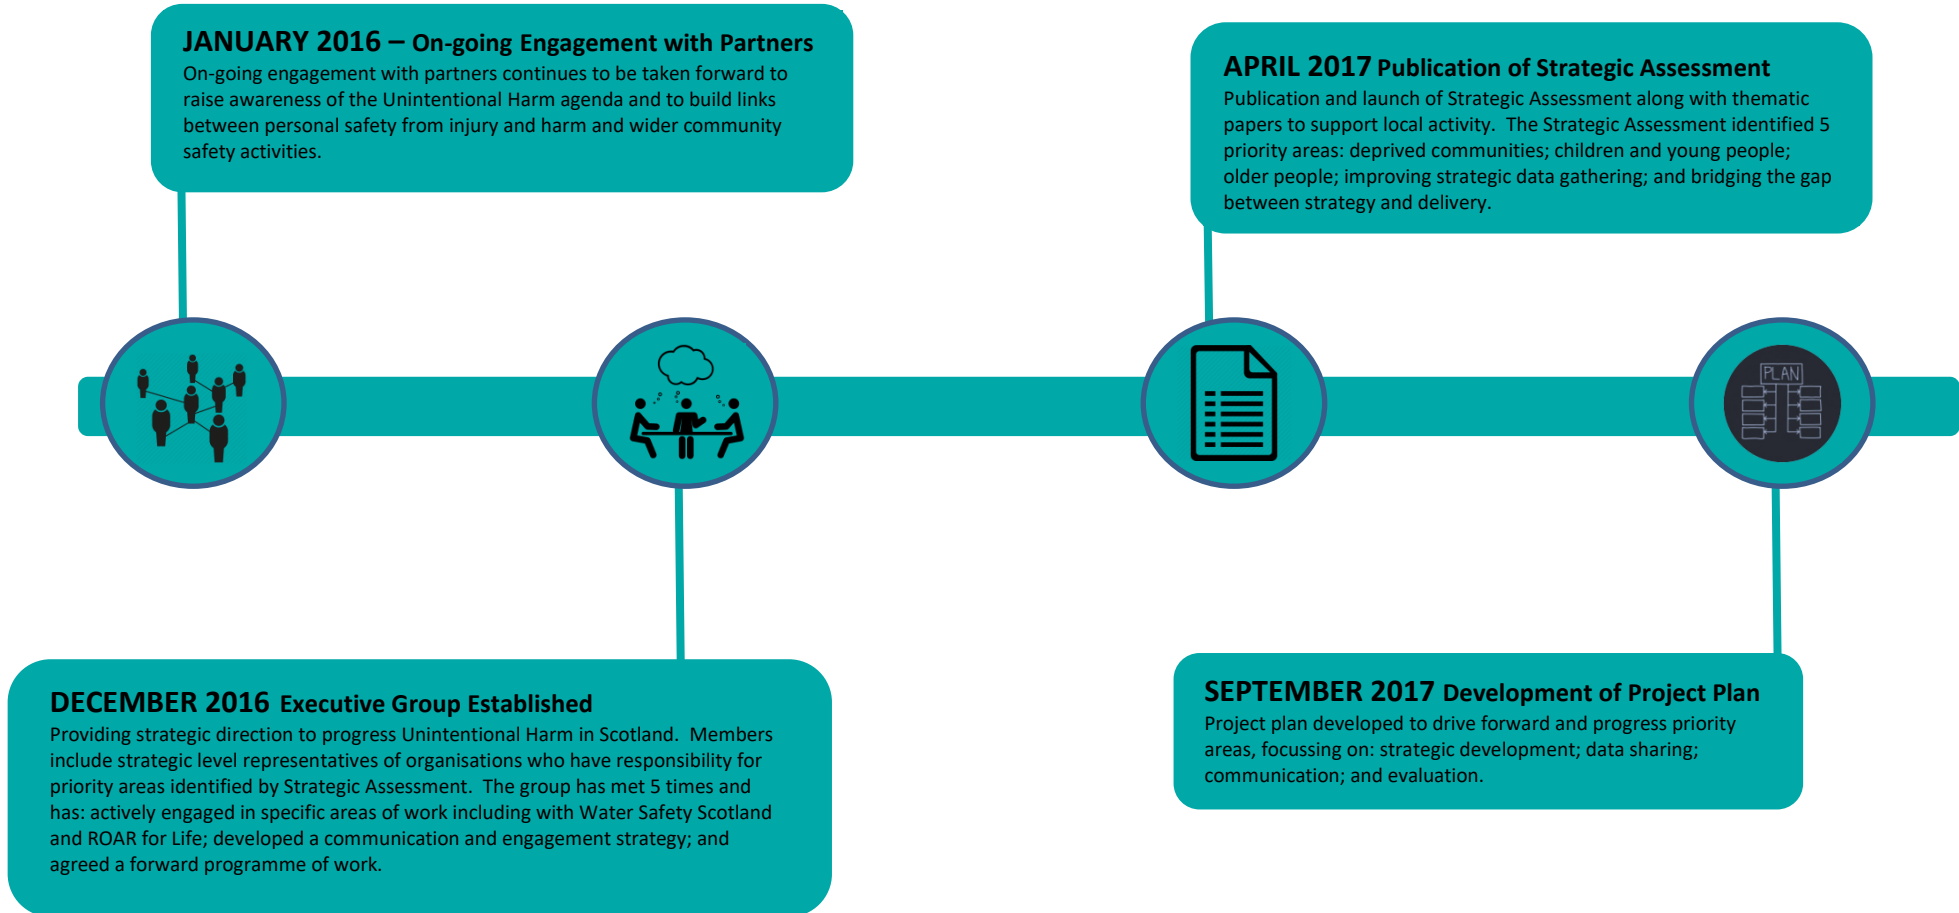 JANUARY 2016 – On-going Engagement with Partners
On-going engagement with partners continues to be taken forward to
raise awareness of the Unintentional Harm agenda and to build links
between personal safety from injury and harm and wider community
safety activities.
APRIL 2017 Publication of Strategic Assessment
Publication and launch of Strategic Assessment along with thematic
papers to support local activity.  The Strategic Assessment identified 5
priority areas: deprived communities; children and young people;
older people; improving strategic data gathering; and bridging the gap
between strategy and delivery.
PLAN
DECEMBER 2016 Executive Group Established
Providing strategic direction to progress Unintentional Harm in Scotland.  Members
include strategic level representatives of organisations who have responsibility for
priority areas identified by Strategic Assessment.  The group has met 5 times and
has: actively engaged in specific areas of work including with Water Safety Scotland
and ROAR for Life; developed a communication and engagement strategy; and
agreed a forward programme of work.
SEPTEMBER 2017 Development of Project Plan
Project plan developed to drive forward and progress priority
areas, focussing on: strategic development; data sharing;
communication; and evaluation.